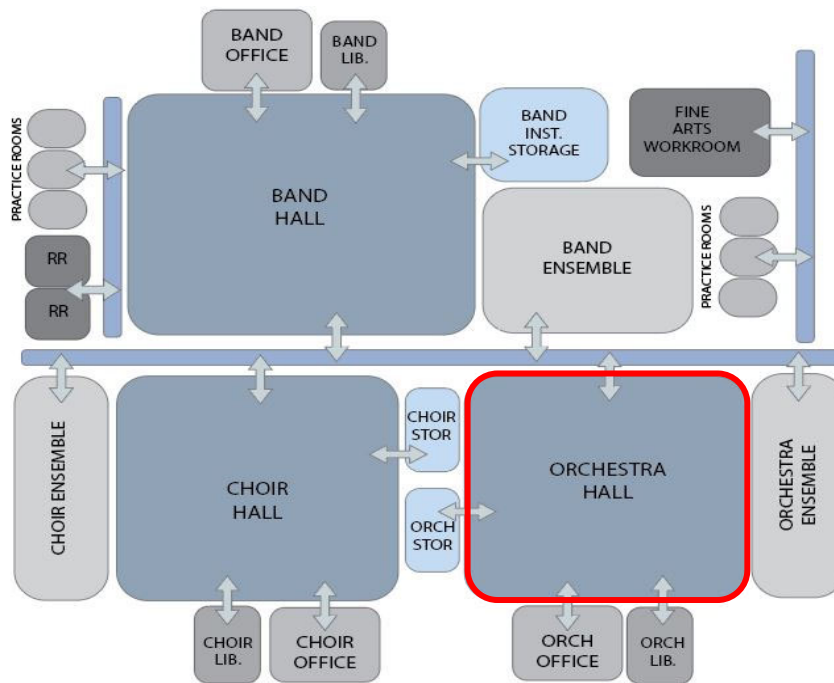 BAND
OFFICE
BAND
LIB.
BAND
INST.
STORAGE
FINE
ARTS
WORKROOM
PRACTICE ROOMS
BAND
HALL
BAND
ENSEMBLE
PRACTICE ROOMS
RR
RR
CHOIR ENSEMBLE
CHOIR
HALL
CHOIR
STOR
ORCH
STOR
ORCHESTRA
HALL
ORCHESTRA
ENSEMBLE
CHOIR
LIB.
CHOIR
OFFICE
ORCH
OFFICE
ORCH
LIB.